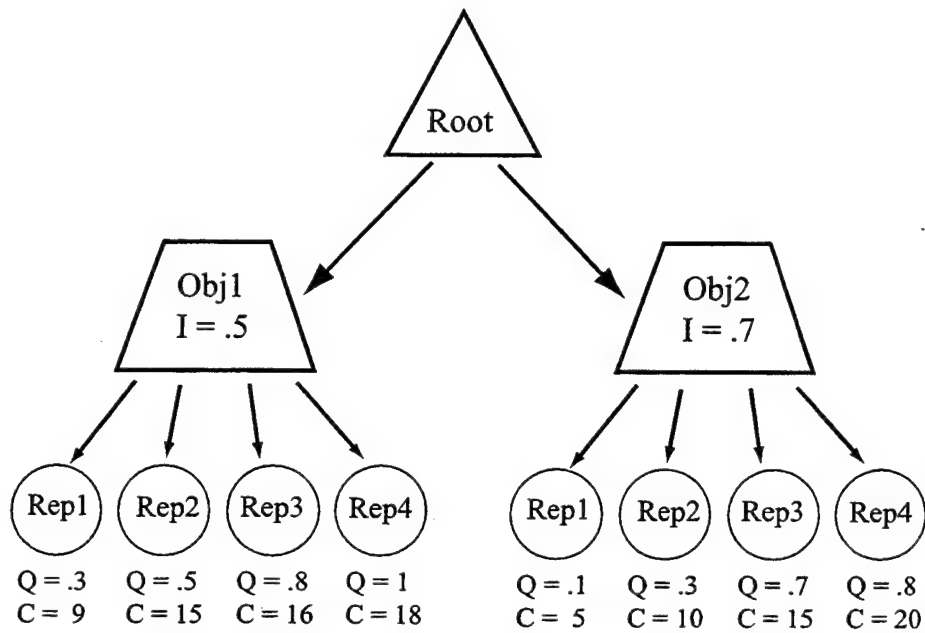 Root
Obj1
I = .5
Obj2
I = .7
Rep1 Rep2 Rep3 Rep4 Rep1 Rep2 Rep3 Rep4
Q = .3 Q = .5 Q = .8 Q = 1 Q = .1 Q = .3 Q = .7 Q = .8
C = 9 C = 15 C = 16 C = 18 C = 5 C = 10 C = 15 C = 20